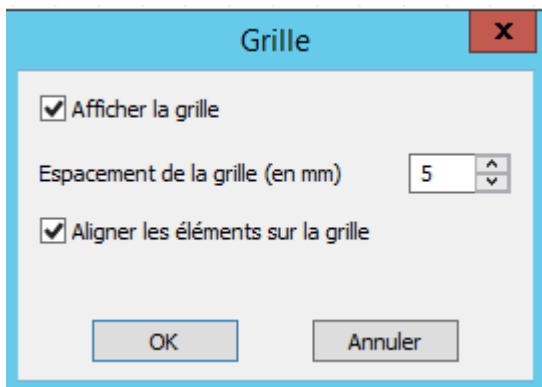 Grille
x
Afficher la grille
Espacement de la grille (en mm) 5
Aligner les éléments sur la grille
OK Annuler